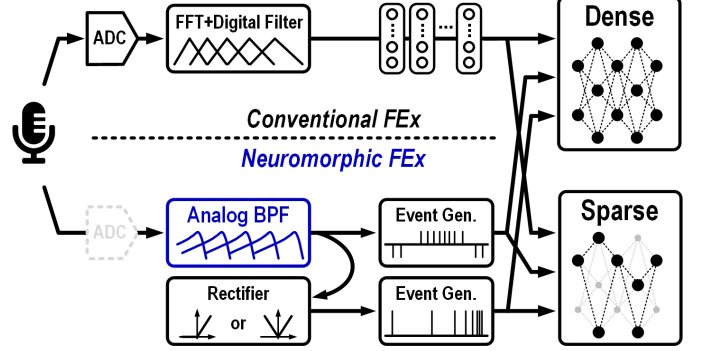 ADC
FFT+Digital Filter
...
Dense
Conventional FEx
Neuromorphic FEx
ADC
Analog BPF
Event Gen.
Sparse
Rectifier
or
Event Gen.